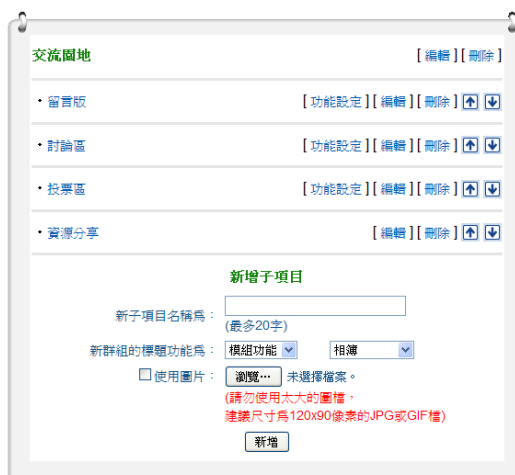 交流園地 [ 編輯 ] [ 刪除 ]
・留言版 [ 功能設定 ] [ 編輯 ] [ 刪除 ]
・討論區 [ 功能設定 ] [ 編輯 ] [ 刪除 ]
・投票區 [ 功能設定 ] [ 編輯 ] [ 刪除 ]
・資源分享 [ 編輯 ] [ 刪除 ]
新增子項目
新子項目名稱為：
(最多20字)
新群組的標題功能為： 模組功能 相簿
使用圖片： 瀏覽… 未選擇檔案。
(請勿使用太大的圖檔，
建議尺寸為120x90像素的JPG或GIF檔)
新增